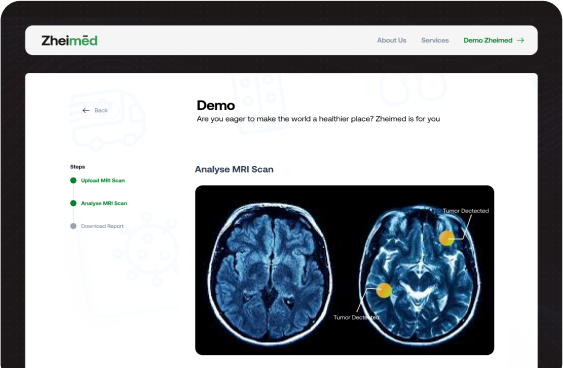 Zheimēd
About Us
Services
Demo Zheimed →
← Back
Demo
Are you eager to make the world a healthier place? Zheimed is for you
Steps
Upload MRI Scan
Analyse MRI Scan
Download Report
Analyse MRI Scan
Tumor Dectected
Tumor Dectected